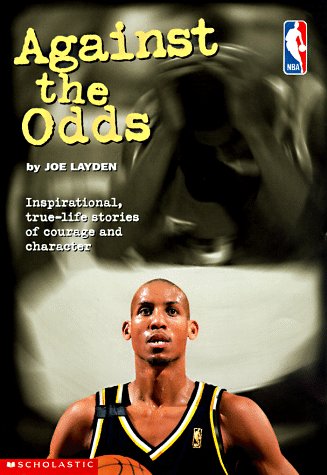 Against
the
Odds
NBA
by JOE LAYDEN
Inspirational,
true-life stories
of courage and
character
SCHOLASTIC